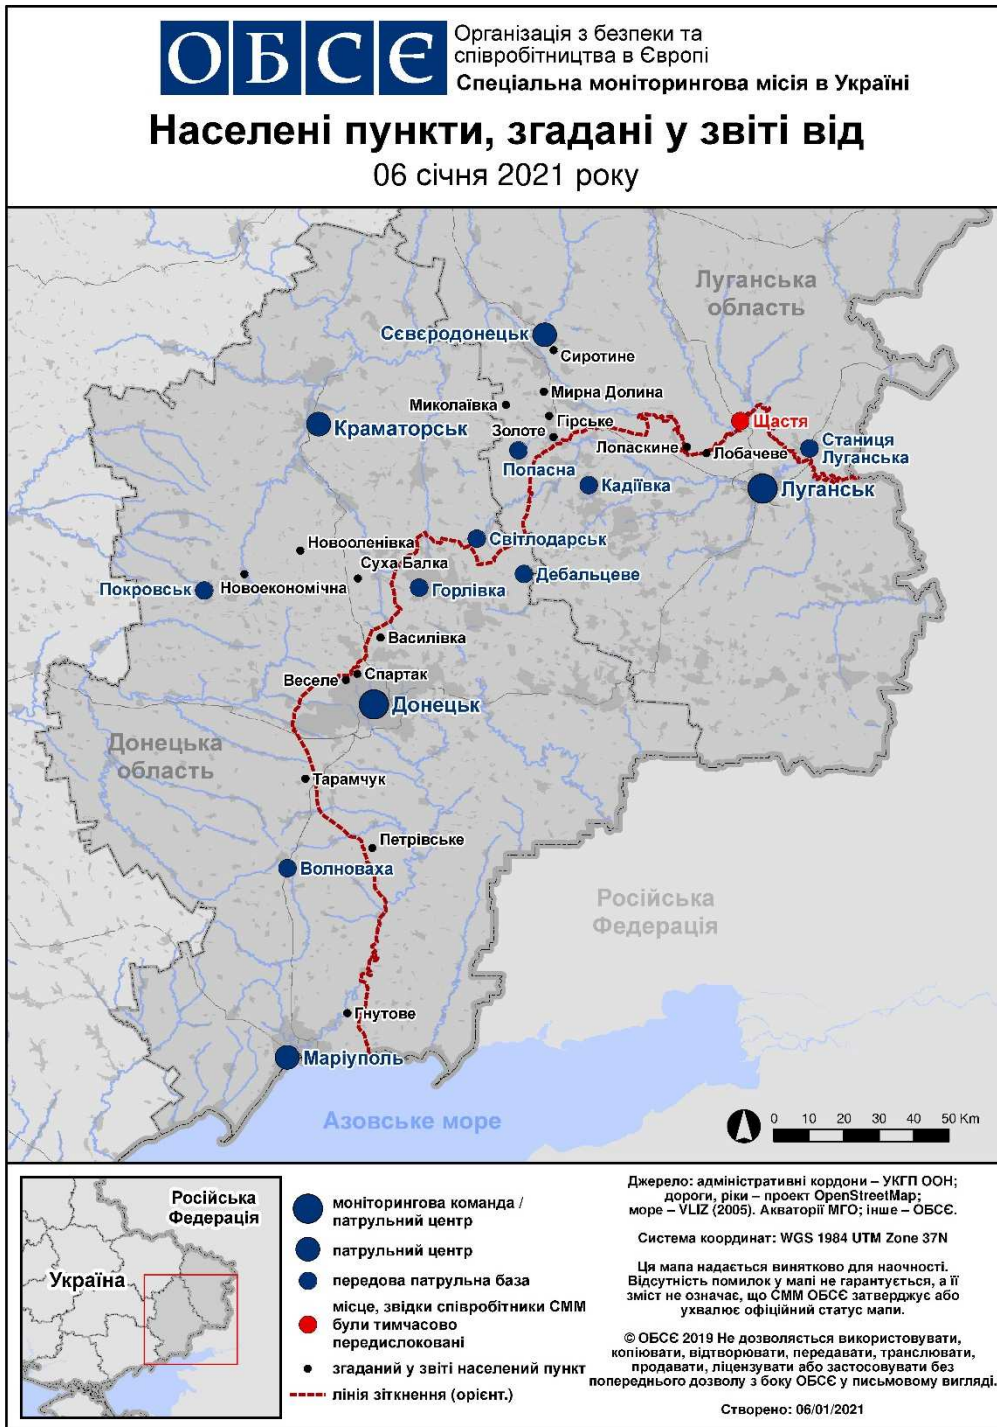 ОБСЄ
Організація з безпеки та
співробітництва в Європі
Спеціальна моніторингова місія в Україні
Населені пункти, згадані у звіті від
06 січня 2021 року
Луганська
область
Сєвєродонецьк
Сиротине
Мирна Долина
Миколаївка
Гірське
Золоте
Щастя
Краматорськ
Лопаскине
Лобачеве
Станиця
Луганська
Попасна
Кадіївка
Луганськ
Світлодарськ
Новооленівка
Суха Балка
Дебальцеве
Покровськ
Новоекономічна
Горлівка
Василівка
Спартак
Веселе
Донецьк
Донецька
область
Тарамчук
Петрівське
Волноваха
Російська
Федерація
Гнутове
Маріуполь
Азовське море
0 10 20 30 40 50 Km
Російська
Федерація
Україна
моніторингова команда /
патрульний центр
патрульний центр
передова патрульна база
місце, звідки співробітники СММ
були тимчасово
передислоковані
згаданий у звіті населений пункт
лінія зіткнення (орієнт.)
Джерело: адміністративні кордони – УКГП ООН;
дороги, ріки – проект OpenStreetMap;
море – VLIZ (2005). Акваторії МГО; інше – ОБСЄ.
Система координат: WGS 1984 UTM Zone 37N
Ця мапа надається винятково для наочності.
Відсутність помилок у мапі не гарантується, а її
зміст не означає, що СММ ОБСЄ затверджує або
ухвалює офіційний статус мапи.
© ОБСЄ 2019 Не дозволяється використовувати,
копіювати, відтворювати, передавати, транслювати,
продавати, ліцензувати або застосовувати без
попереднього дозволу з боку ОБСЄ у письмовому вигляді.
Створено: 06/01/2021